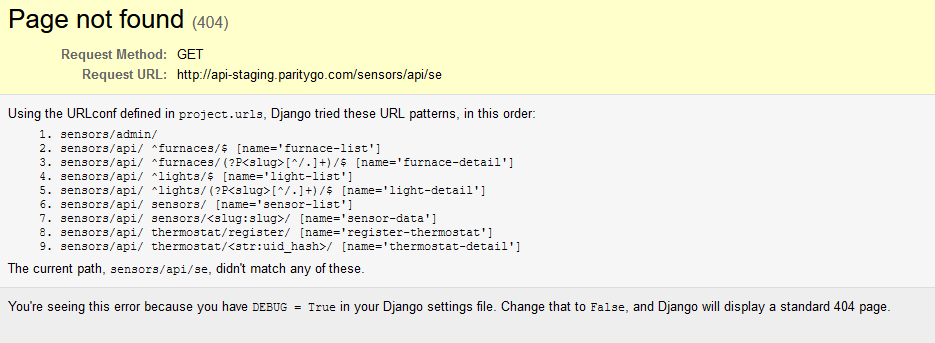 Page not found (404)
Request Method: GET
Request URL: http://api-staging.paritygo.com/sensors/api/se
Using the URLconf defined in project.urls, Django tried these URL patterns, in this order:
1. sensors/admin/
2. sensors/api/ ^furnaces/$ [name='furnace-list']
3. sensors/api/ ^furnaces/(?P<slug>[^/.]+)/$ [name='furnace-detail']
4. sensors/api/ ^lights/$ [name='light-list']
5. sensors/api/ ^lights/(?P<slug>[^/.]+)/$ [name='light-detail']
6. sensors/api/ sensors/ [name='sensor-list']
7. sensors/api/ sensors/<slug:slug>/ [name='sensor-data']
8. sensors/api/ thermostat/register/ [name='register-thermostat']
9. sensors/api/ thermostat/<str:uid_hash>/ [name='thermostat-detail']
The current path, sensors/api/se, didn't match any of these.
You're seeing this error because you have DEBUG = True in your Django settings file. Change that to False, and Django will display a standard 404 page.